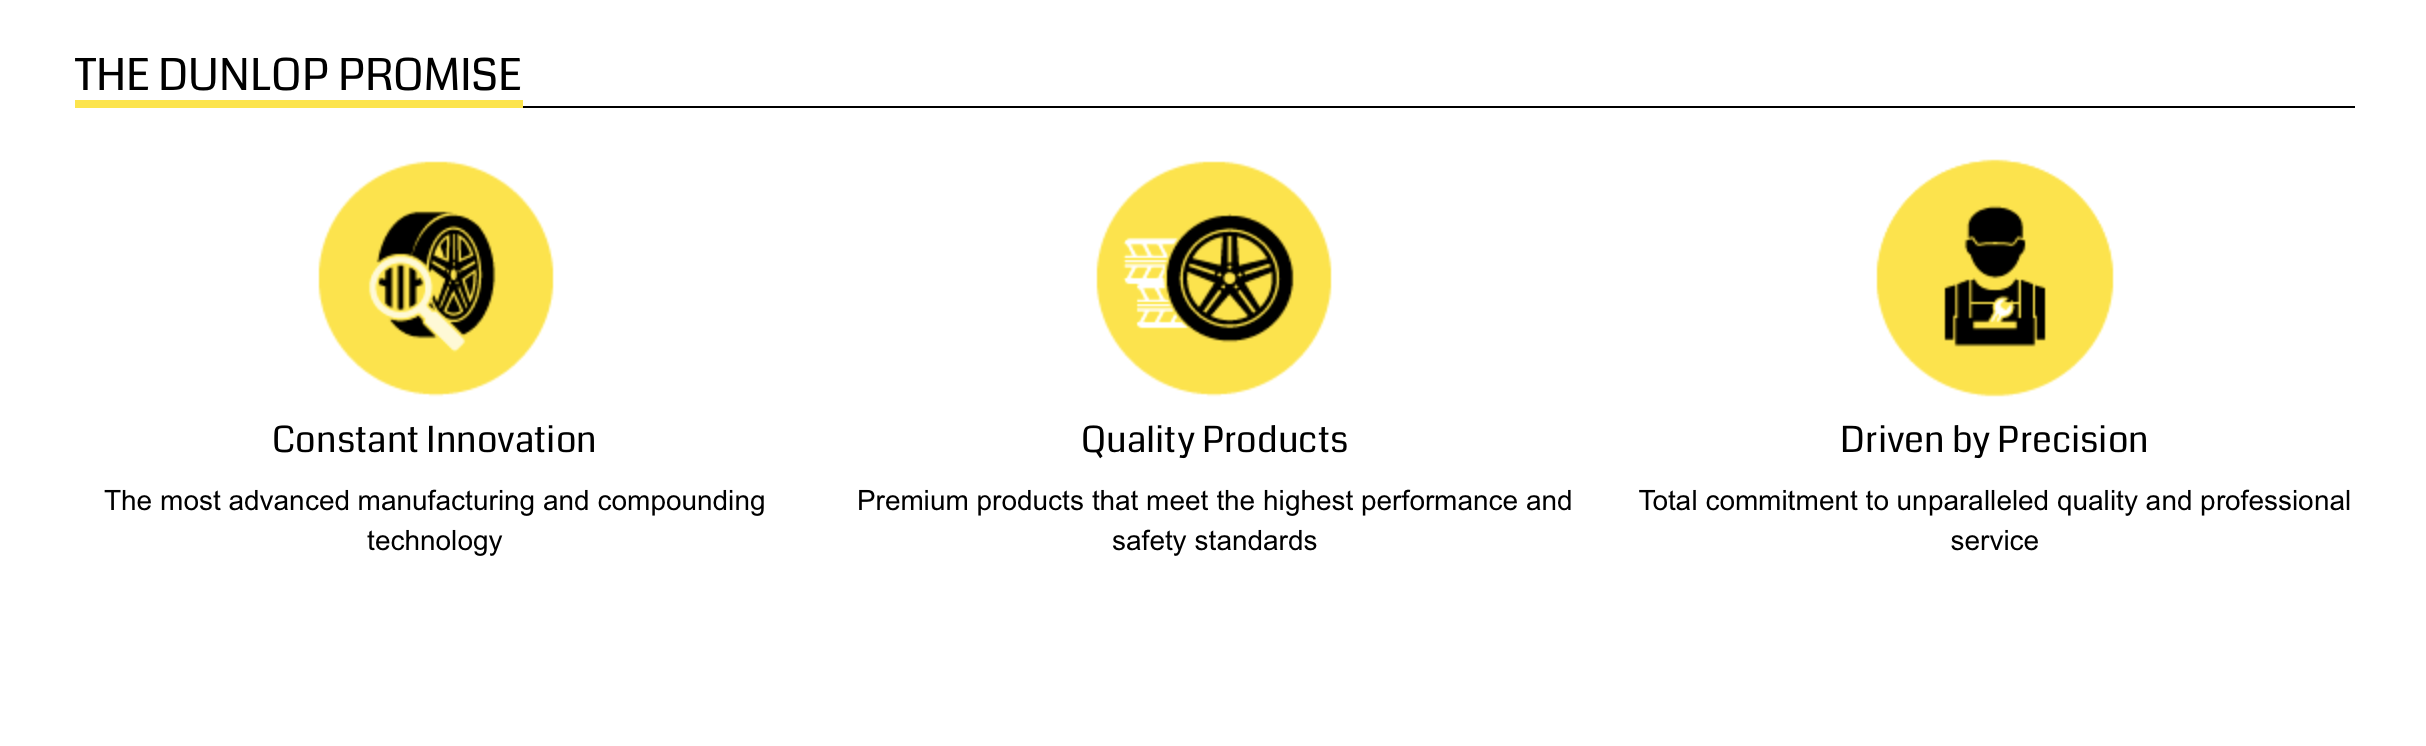 THE DUNLOP PROMISE
Constant Innovation
The most advanced manufacturing and compounding
technology
Quality Products
Premium products that meet the highest performance and
safety standards
Driven by Precision
Total commitment to unparalleled quality and professional
service